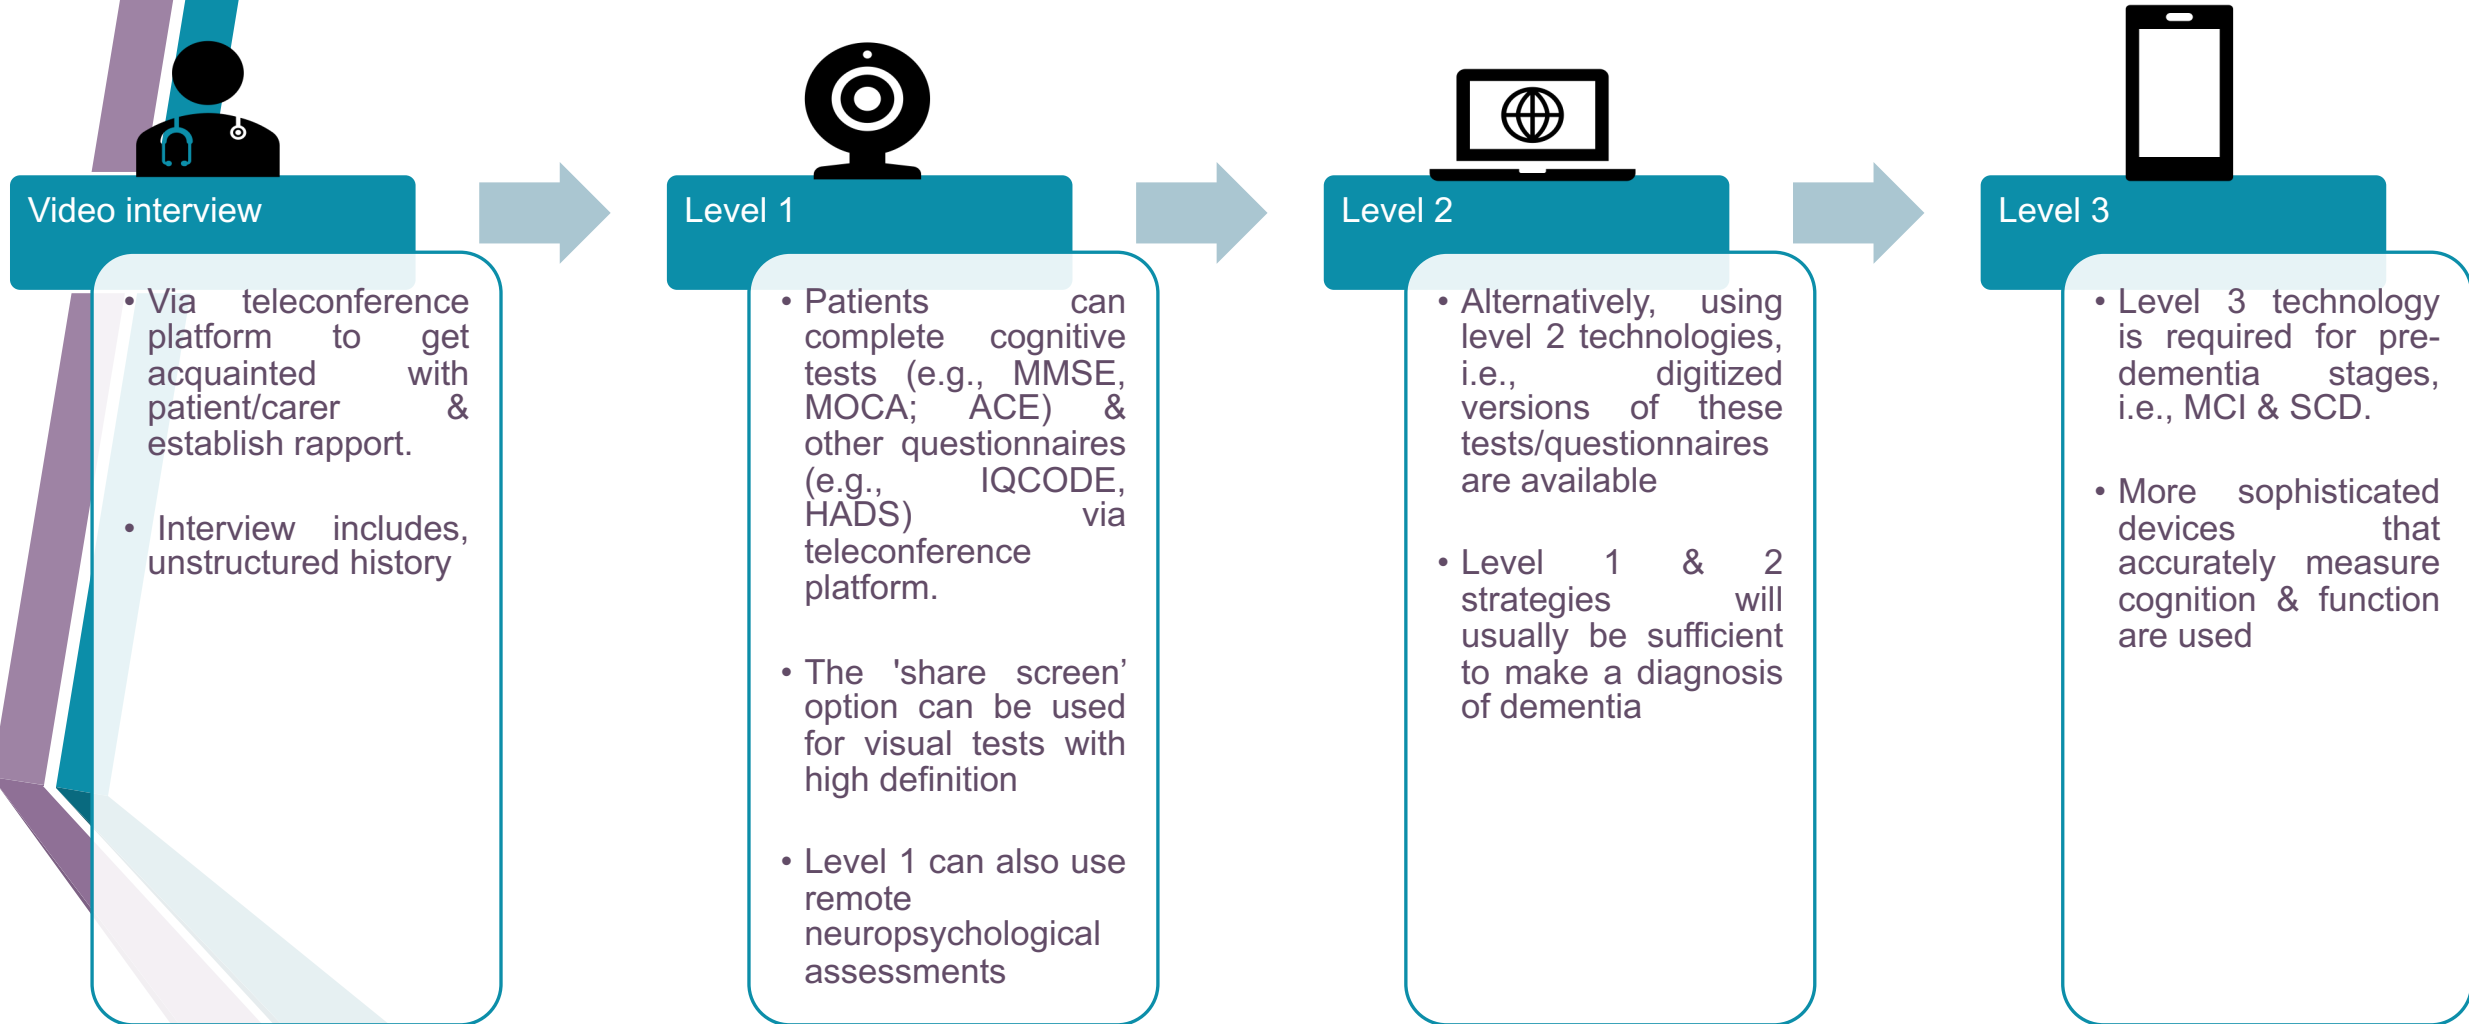 Video interview
• Via teleconference
platform to get
acquainted with
patient/carer &
establish rapport.
• Interview includes,
unstructured history
Level 1
• Patients can
complete cognitive
tests (e.g., MMSE,
MOCA; ACE) &
other questionnaires
(e.g., IQCODE,
HADS) via
teleconference
platform.
• The 'share screen’
option can be used
for visual tests with
high definition
• Level 1 can also use
remote
neuropsychological
assessments
Level 2
• Alternatively, using
level 2 technologies,
i.e., digitized
versions of these
tests/questionnaires
are available
• Level 1 & 2
strategies will
usually be sufficient
to make a diagnosis
of dementia
Level 3
• Level 3 technology
is required for pre-
dementia stages,
i.e., MCI & SCD.
• More sophisticated
devices that
accurately measure
cognition & function
are used